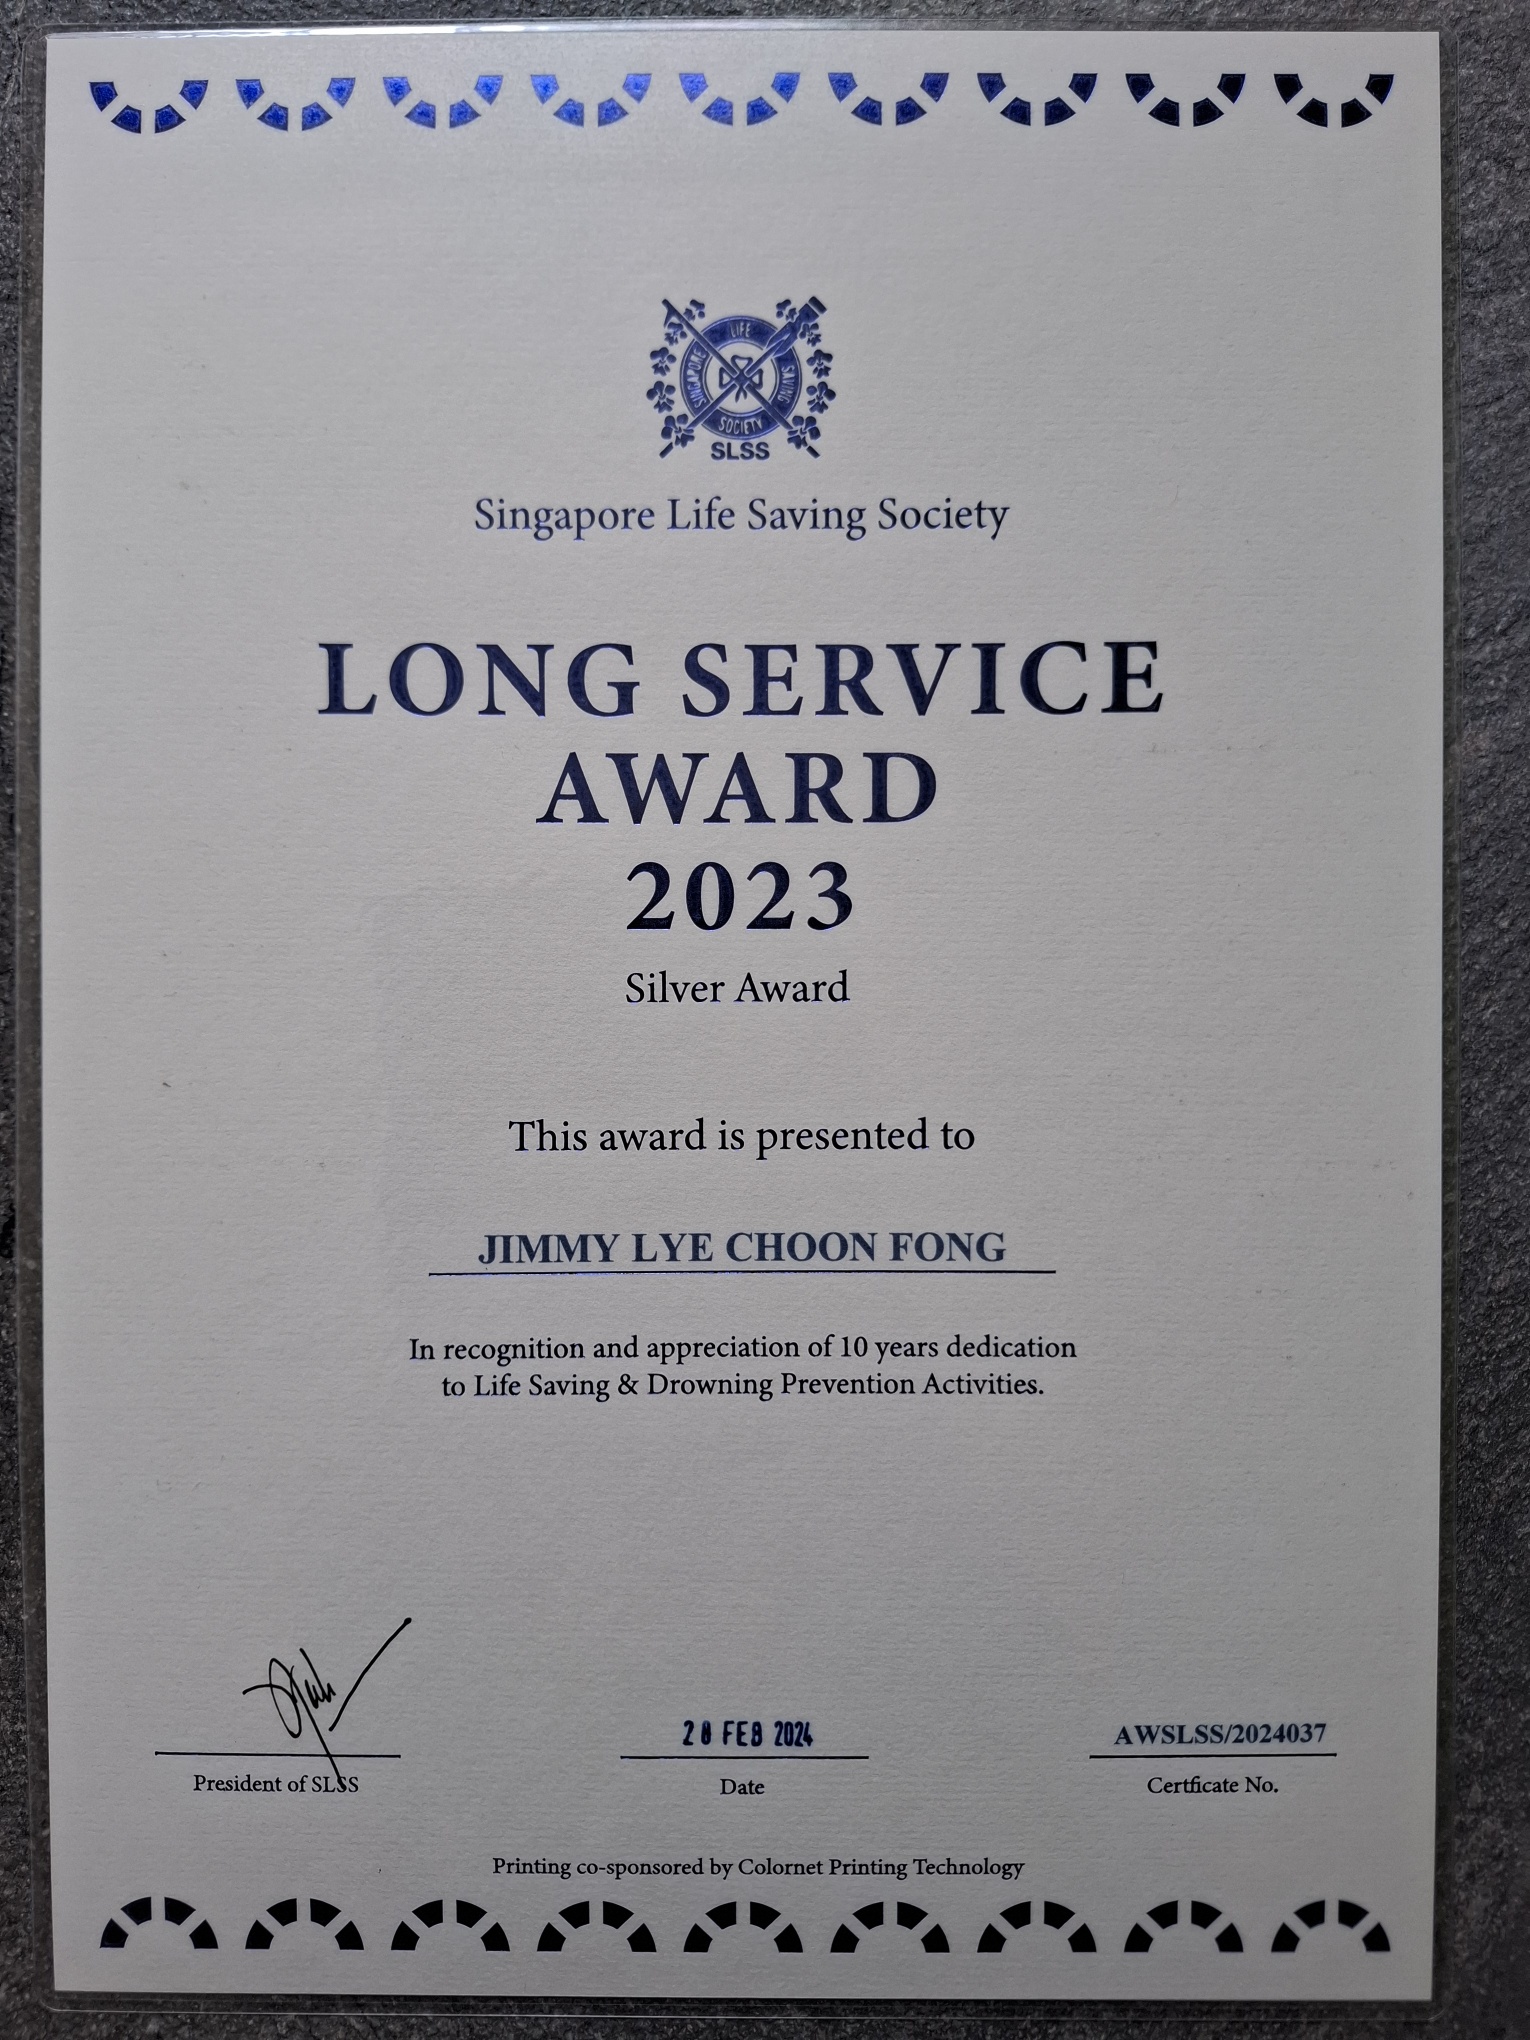 SINGAPORE LIFE SAVING SOCIETY
SLSS
Singapore Life Saving Society
LONG SERVICE
AWARD
2023
Silver Award
This award is presented to
JIMMY LYE CHOON FONG
In recognition and appreciation of 10 years dedication
to Life Saving & Drowning Prevention Activities.
28 FEB 2024
AWSLSS/2024037
President of SLSS
Date
Certficate No.
Printing co-sponsored by Colornet Printing Technology